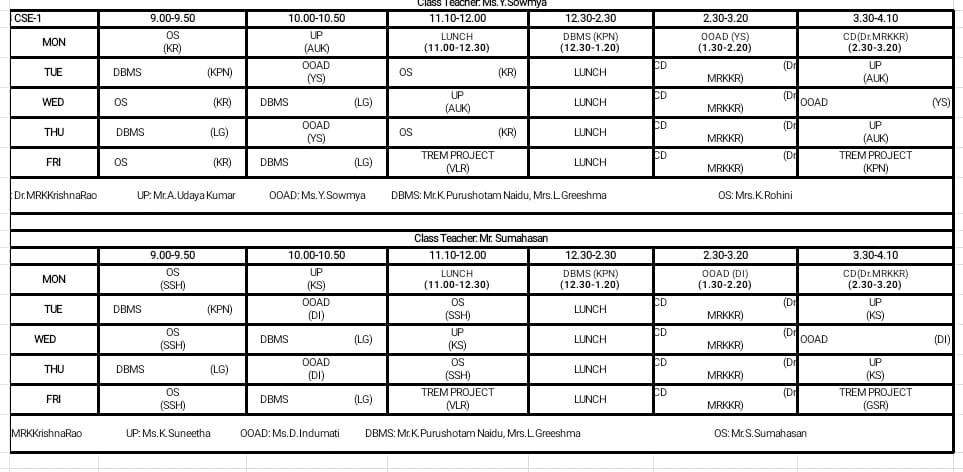 Class Teacher: Ms.Y.Sowmya
CSE-1 9.00-9.50 10.00-10.50 11.10-12.00 12.30-2.30 2.30-3.20 3.30-4.10
MON OS (KR) UP (AUK) LUNCH (11.00-12.30) DBMS (KPN) (12.30-1.20) OOAD (YS) (1.30-2.20) CD(Dr.MRKKR) (2.30-3.20)
TUE DBMS (KPN) OOAD (YS) OS (KR) LUNCH CD (Dr MRKKR) UP (AUK)
WED OS (KR) DBMS (LG) UP (AUK) LUNCH CD (Dr MRKKR) OOAD (YS)
THU DBMS (LG) OOAD (YS) OS (KR) LUNCH CD (Dr MRKKR) UP (AUK)
FRI OS (KR) DBMS (LG) TREM PROJECT (VLR) LUNCH CD (Dr MRKKR) TREM PROJECT (KPN)
: Dr.MRKKrishnaRao UP: Mr.A.Udaya Kumar OOAD: Ms.Y.Sowmya DBMS: Mr.K.Purushotam Naidu, Mrs.L.Greeshma OS: Mrs.K.Rohini
Class Teacher: Mr. Sumahasan
9.00-9.50 10.00-10.50 11.10-12.00 12.30-2.30 2.30-3.20 3.30-4.10
MON OS (SSH) UP (KS) LUNCH (11.00-12.30) DBMS (KPN) (12.30-1.20) OOAD (DI) (1.30-2.20) CD(Dr.MRKKR) (2.30-3.20)
TUE DBMS (KPN) OOAD (DI) OS (SSH) LUNCH CD (Dr MRKKR) UP (KS)
WED OS (SSH) DBMS (LG) UP (KS) LUNCH CD (Dr MRKKR) OOAD (DI)
THU DBMS (LG) OOAD (DI) OS (SSH) LUNCH CD (Dr MRKKR) UP (KS)
FRI OS (SSH) DBMS (LG) TREM PROJECT (VLR) LUNCH CD (Dr MRKKR) TREM PROJECT (GSR)
MRKKrishnaRao UP: Ms.K.Suneetha OOAD: Ms.D.Indumati DBMS: Mr.K.Purushotam Naidu, Mrs.L.Greeshma OS: Mr.S.Sumahasan